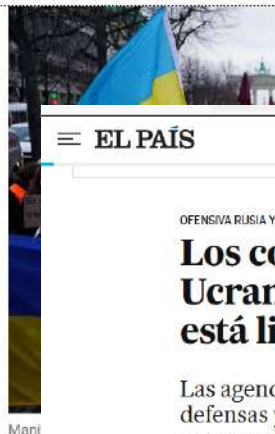 EL PAÍS
OFENSIVA RUSIA Y
Los co
Ucran
está li
Las agenc
defensas
Mani